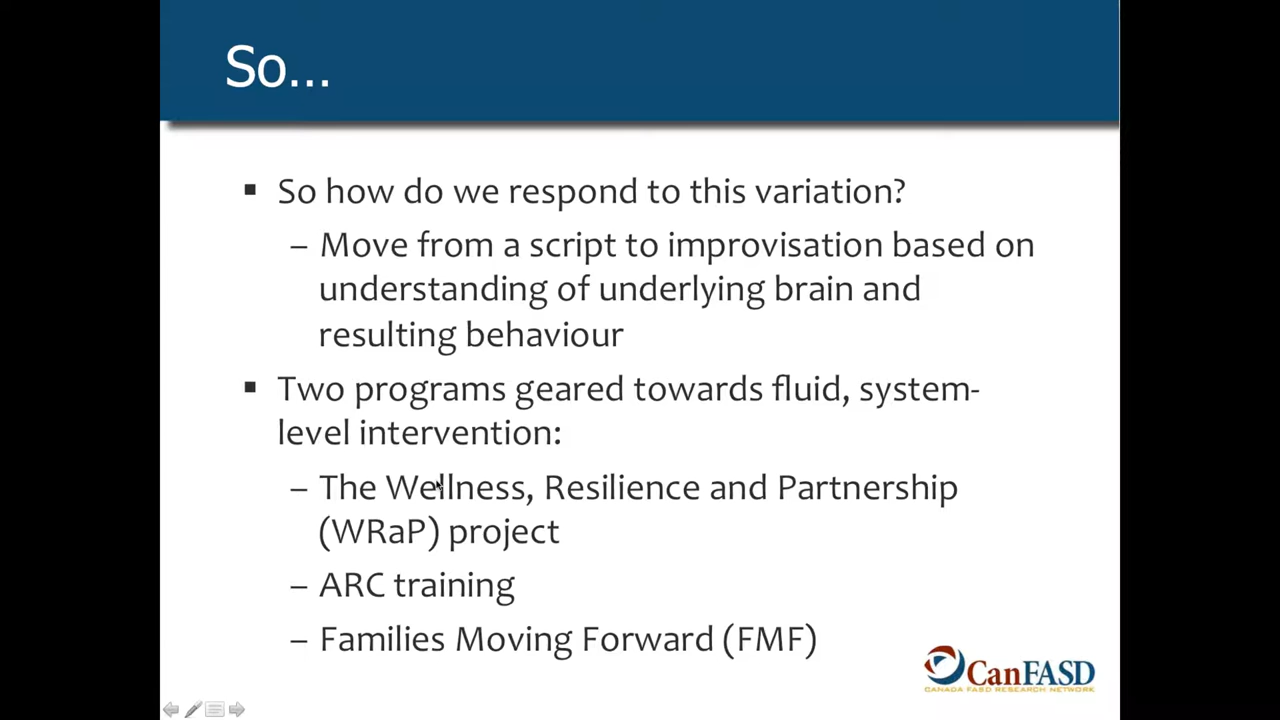 So...
▪ So how do we respond to this variation?
– Move from a script to improvisation based on
understanding of underlying brain and
resulting behaviour
▪ Two programs geared towards fluid, system-
level intervention:
– The Wellness, Resilience and Partnership
(WRaP) project
– ARC training
– Families Moving Forward (FMF)
CanFASD
CANADA FASD RESEARCH NETWORK